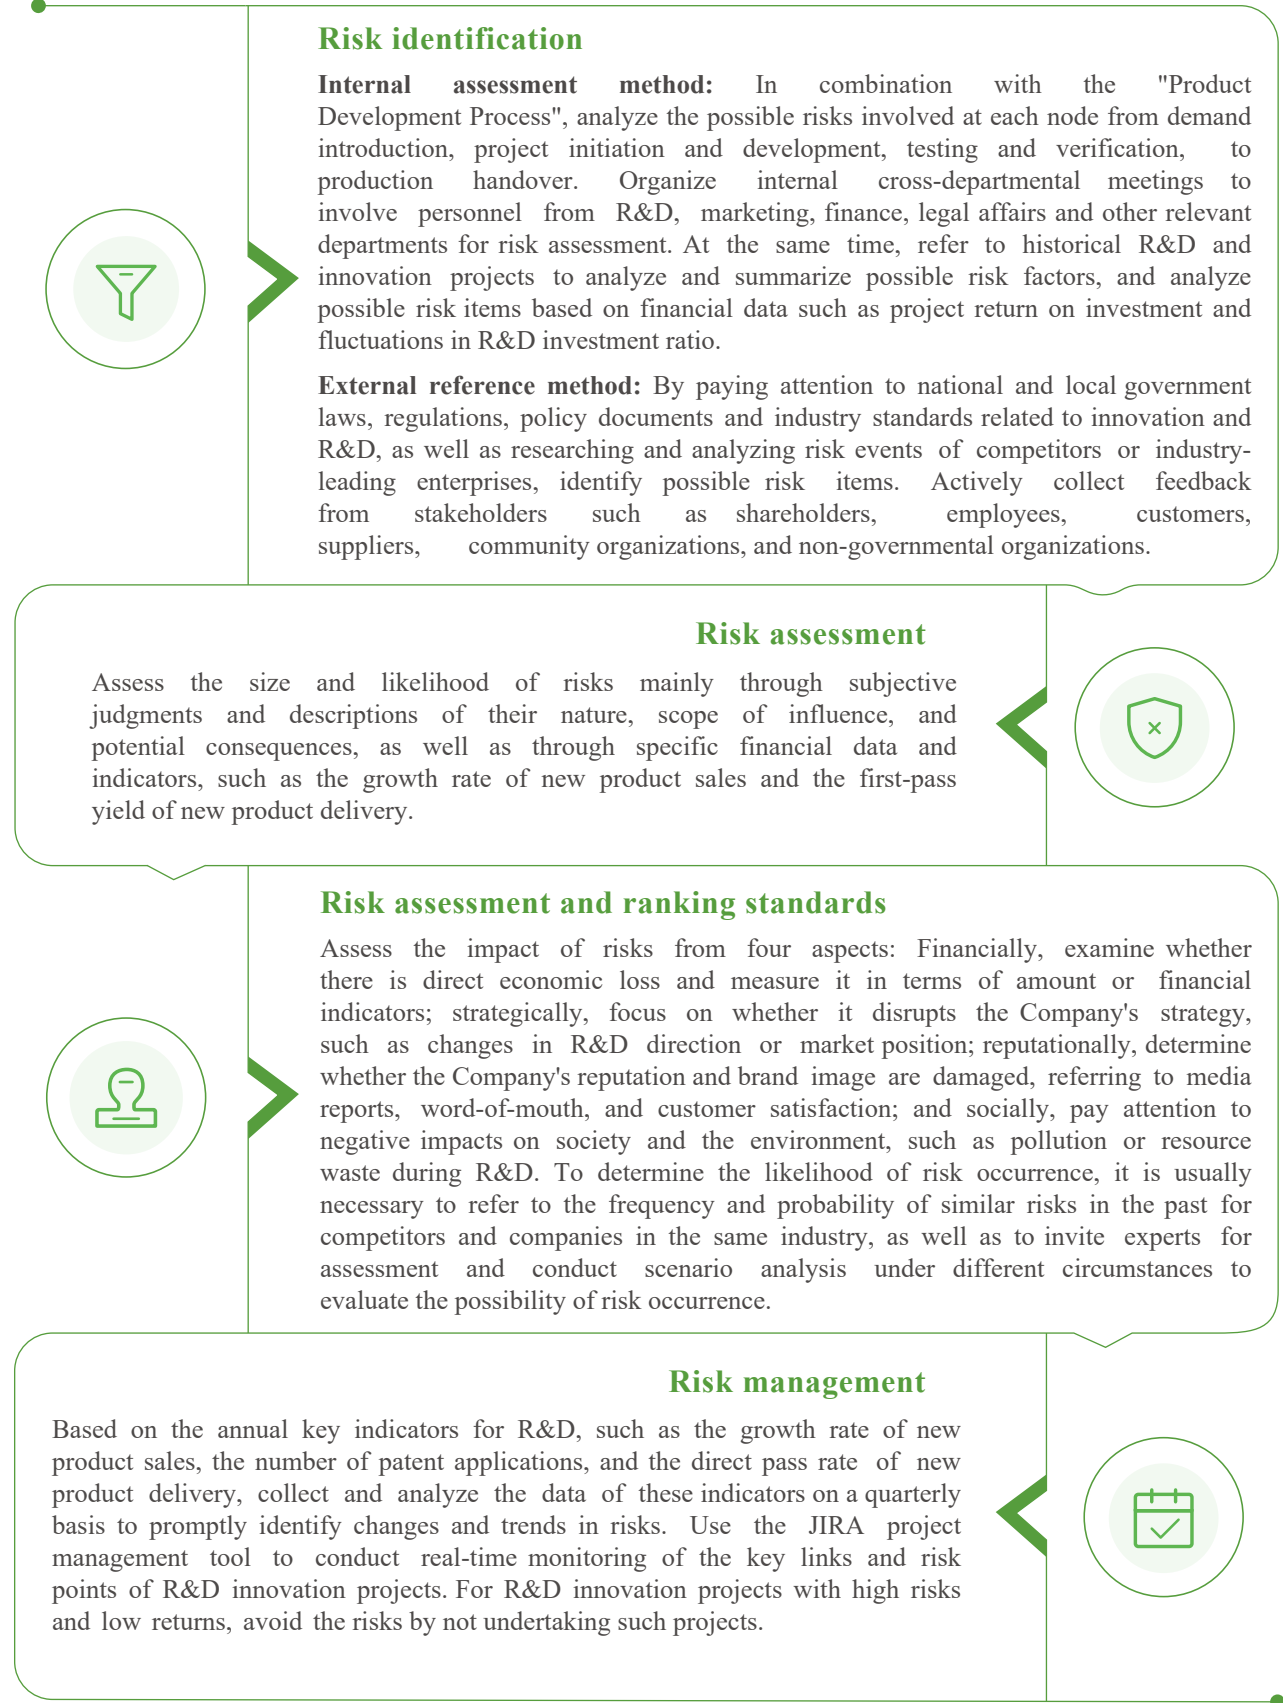 Risk identification
Internal assessment method: In combination with the "Product
Development Process", analyze the possible risks involved at each node from demand
introduction, project initiation and development, testing and verification, to
production handover. Organize internal cross-departmental meetings to
involve personnel from R&D, marketing, finance, legal affairs and other relevant
departments for risk assessment. At the same time, refer to historical R&D and
innovation projects to analyze and summarize possible risk factors, and analyze
possible risk items based on financial data such as project return on investment and
fluctuations in R&D investment ratio.
External reference method: By paying attention to national and local government
laws, regulations, policy documents and industry standards related to innovation and
R&D, as well as researching and analyzing risk events of competitors or industry-
leading enterprises, identify possible risk items. Actively collect feedback
from stakeholders such as shareholders, employees, customers,
suppliers, community organizations, and non-governmental organizations.
Risk assessment
Assess the size and likelihood of risks mainly through subjective
judgments and descriptions of their nature, scope of influence, and
potential consequences, as well as through specific financial data and
indicators, such as the growth rate of new product sales and the first-pass
yield of new product delivery.
Risk assessment and ranking standards
Assess the impact of risks from four aspects: Financially, examine whether
there is direct economic loss and measure it in terms of amount or financial
indicators; strategically, focus on whether it disrupts the Company's strategy,
such as changes in R&D direction or market position; reputationally, determine
whether the Company's reputation and brand image are damaged, referring to media
reports, word-of-mouth, and customer satisfaction; and socially, pay attention to
negative impacts on society and the environment, such as pollution or resource
waste during R&D. To determine the likelihood of risk occurrence, it is usually
necessary to refer to the frequency and probability of similar risks in the past for
competitors and companies in the same industry, as well as to invite experts for
assessment and conduct scenario analysis under different circumstances to
evaluate the possibility of risk occurrence.
Risk management
Based on the annual key indicators for R&D, such as the growth rate of new
product sales, the number of patent applications, and the direct pass rate of new
product delivery, collect and analyze the data of these indicators on a quarterly
basis to promptly identify changes and trends in risks. Use the JIRA project
management tool to conduct real-time monitoring of the key links and risk
points of R&D innovation projects. For R&D innovation projects with high risks
and low returns, avoid the risks by not undertaking such projects.